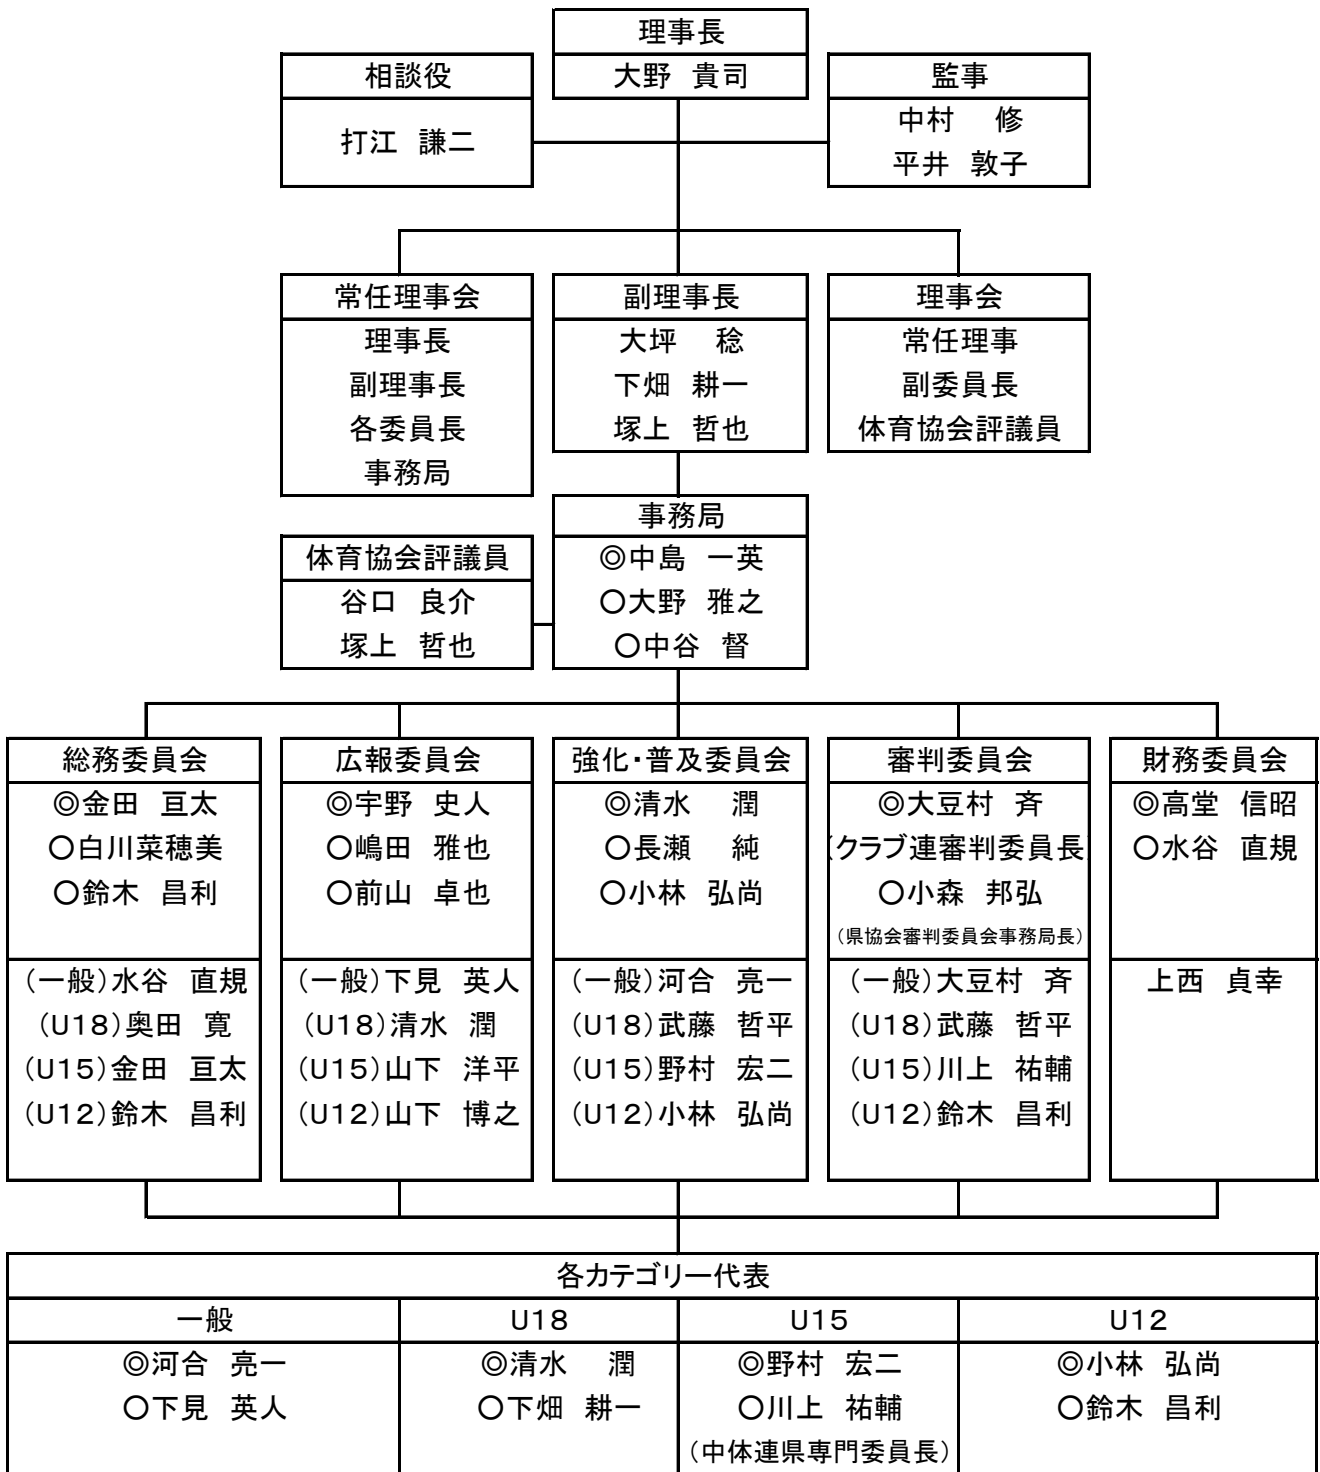 理事長
大野 貴司
相談役
打江 謙二
監事
中村 修
平井 敦子
常任理事会
理事長
副理事長
各委員長
事務局
副理事長
大坪 稔
下畑 耕一
塚上 哲也
理事会
常任理事
副委員長
体育協会評議員
体育協会評議員
谷口 良介
塚上 哲也
事務局
◎中島 一英
○大野 雅之
○中谷 督
総務委員会
◎金田 亘太
○白川菜穂美
○鈴木 昌利
(一般)水谷 直規
(U18)奥田 寛
(U15)金田 亘太
(U12)鈴木 昌利
広報委員会
◎宇野 史人
○嶋田 雅也
○前山 卓也
(一般)下見 英人
(U18)清水 潤
(U15)山下 洋平
(U12)山下 博之
強化・普及委員会
◎清水 潤
○長瀬 純
○小林 弘尚
(一般)河合 亮一
(U18)武藤 哲平
(U15)野村 宏二
(U12)小林 弘尚
審判委員会
◎大豆村 斉
(クラブ連審判委員長)
○小森 邦弘
(県協会審判委員会事務局長)
(一般)大豆村 斉
(U18)武藤 哲平
(U15)川上 祐輔
(U12)鈴木 昌利
財務委員会
◎高堂 信昭
○水谷 直規
上西 貞幸
各カテゴリー代表
一般
◎河合 亮一
○下見 英人
U18
◎清水 潤
○下畑 耕一
U15
◎野村 宏二
○川上 祐輔
(中体連県専門委員長)
U12
◎小林 弘尚
○鈴木 昌利